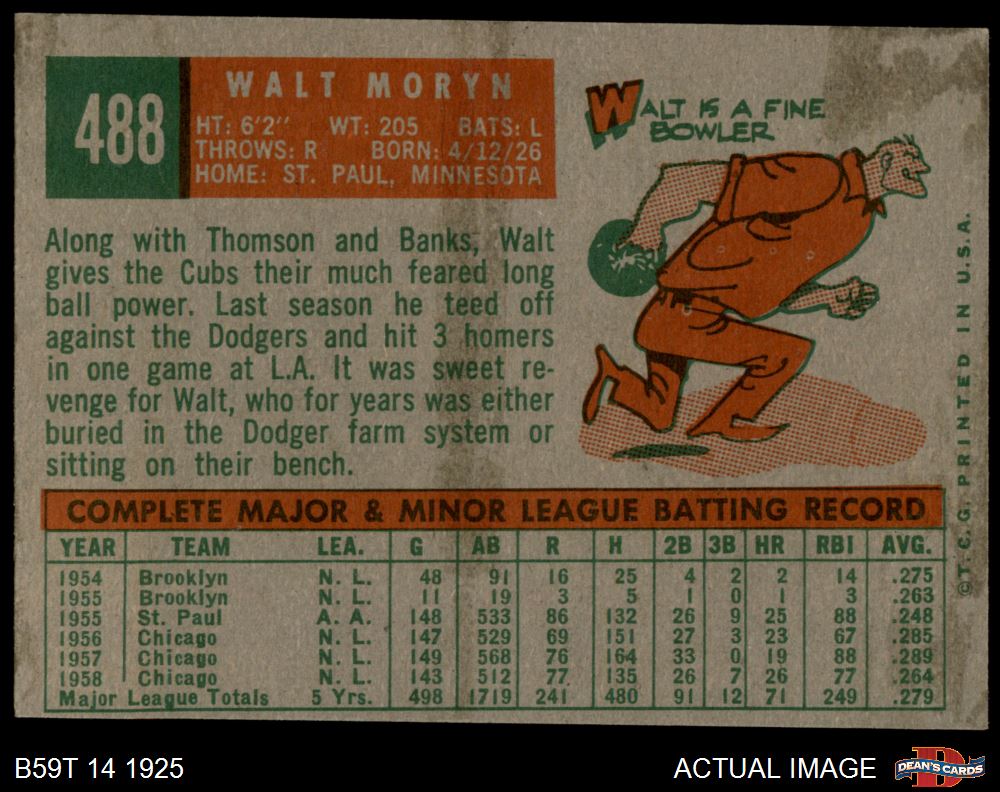 488
WALT MORYN
HT: 6'2" WT: 205 BATS: L
THROWS: R BORN: 4/12/26
HOME: ST. PAUL, MINNESOTA
WALT IS A FINE
BOWLER
Along with Thomson and Banks, Walt
gives the Cubs their much feared long
ball power. Last season he teed off
against the Dodgers and hit 3 homers
in one game at L.A. It was sweet re-
venge for Walt, who for years was either
buried in the Dodger farm system or
sitting on their bench.
©T.C.G. PRINTED IN U.S.A.
COMPLETE MAJOR & MINOR LEAGUE BATTING RECORD
YEAR TEAM LEA. G AB R H 2B 3B HR RBI AVG.
1954 Brooklyn N. L. 48 91 16 25 4 2 2 14 .275
1955 Brooklyn N. L. 11 19 3 5 1 0 1 3 .263
1955 St. Paul A. A. 148 533 86 132 26 9 25 88 .248
1956 Chicago N. L. 147 529 69 151 27 3 23 67 .285
1957 Chicago N. L. 149 568 76 164 33 0 19 88 .289
1958 Chicago N. L. 143 512 77 135 26 7 26 77 .264
Major League Totals 5 Yrs. 498 1719 241 480 91 12 71 249 .279
B59T 14 1925
ACTUAL IMAGE
DEAN'S CARDS